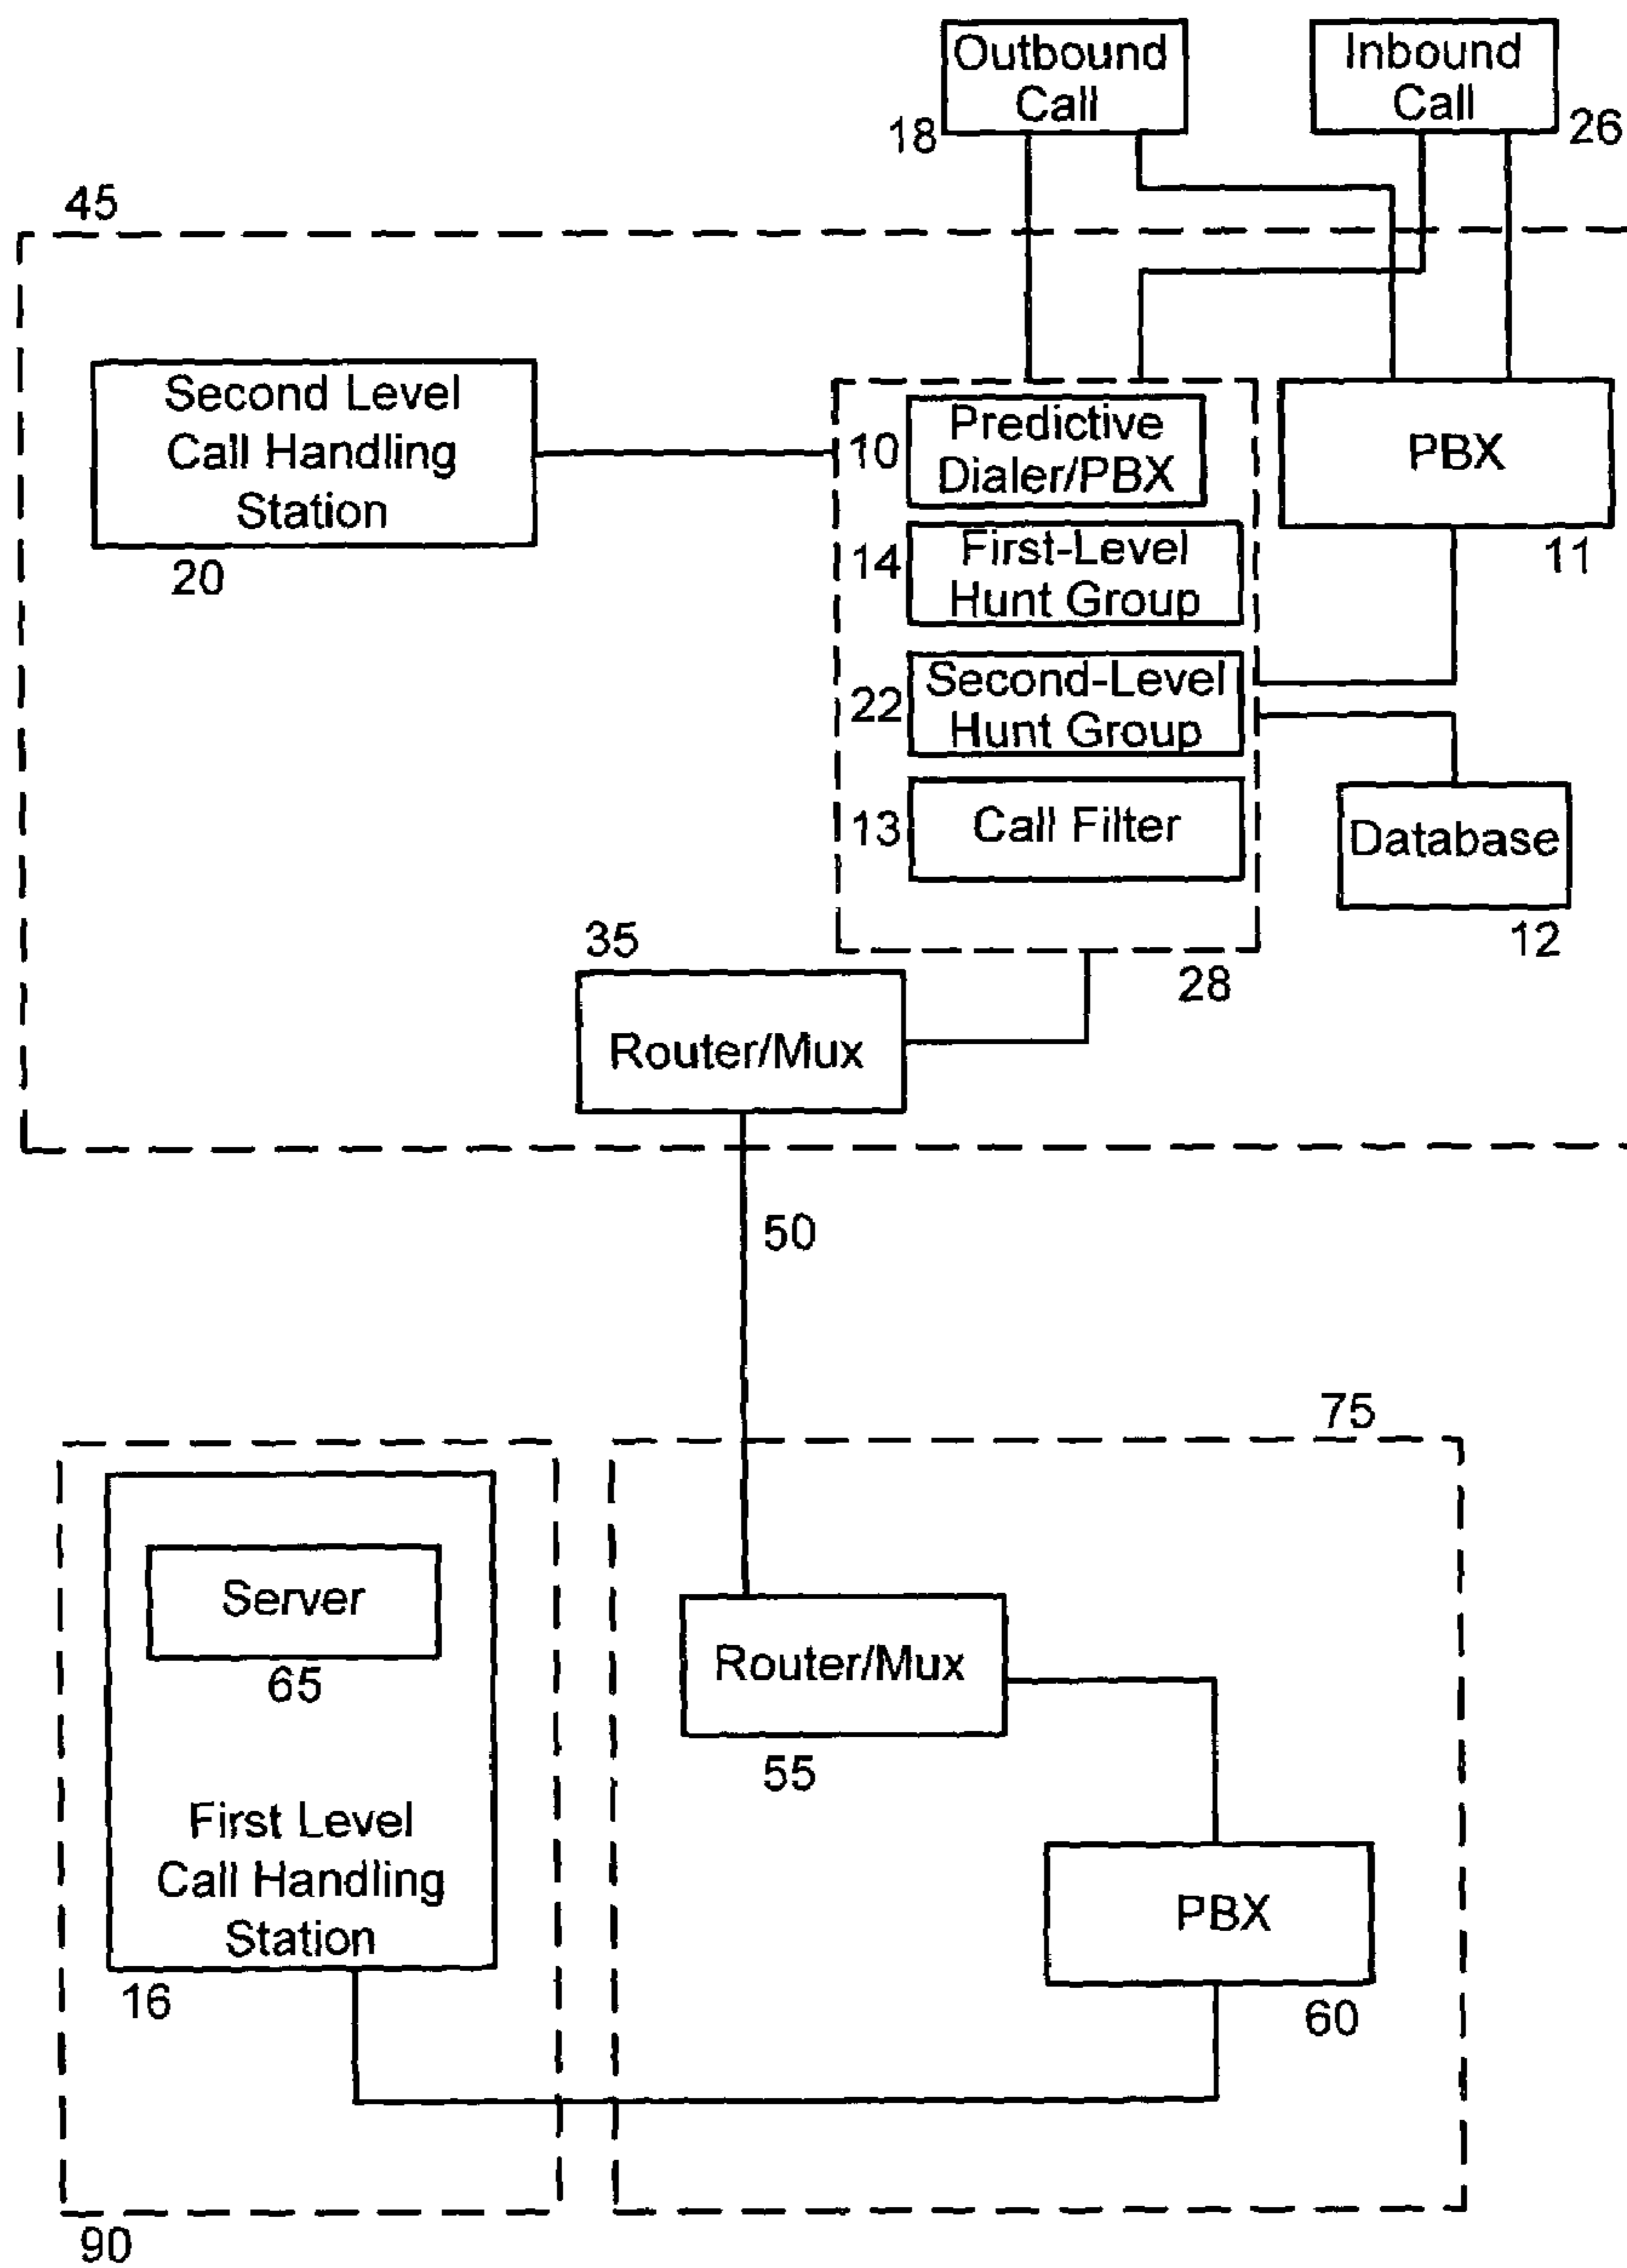 Outbound
Call
18
Inbound
Call
26
45
Second Level
Call Handling
Station
20
10
Predictive
Dialer/PBX
PBX
11
14
First-Level
Hunt Group
22
Second-Level
Hunt Group
13
Call Filter
Database
12
28
35
Router/Mux
50
75
Server
65
First Level
Call Handling
Station
16
Router/Mux
55
PBX
60
90